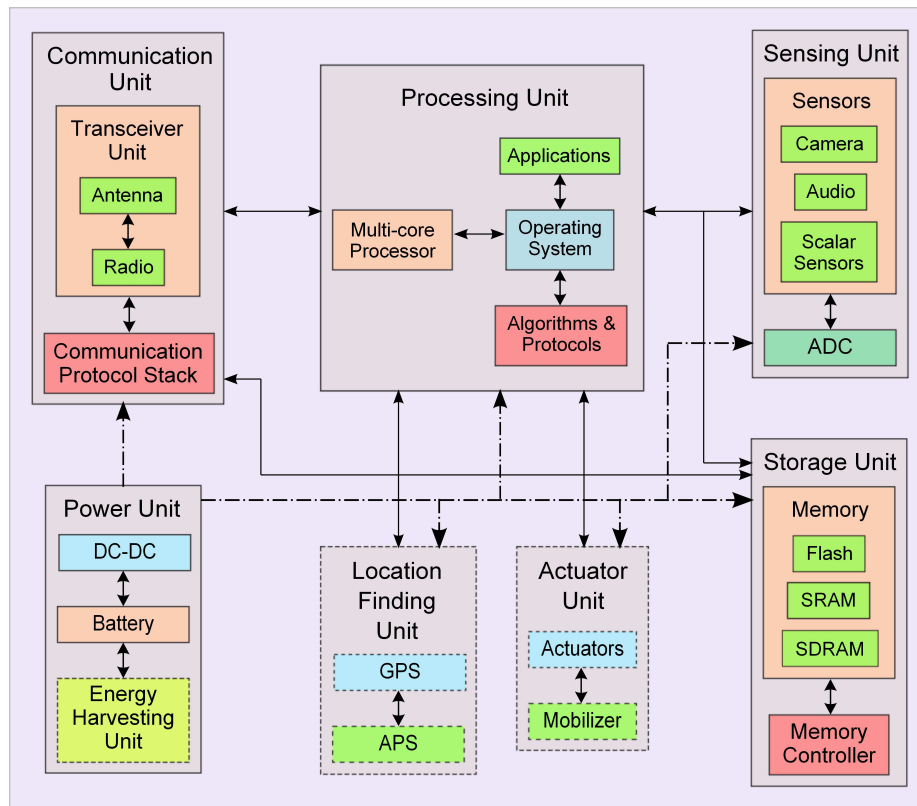 Communication
Unit
Transceiver
Unit
Antenna
Radio
Communication
Protocol Stack
Processing Unit
Applications
Multi-core
Processor
Operating
System
Algorithms &
Protocols
Sensing Unit
Sensors
Camera
Audio
Scalar
Sensors
ADC
Power Unit
DC-DC
Battery
Energy
Harvesting
Unit
Location
Finding
Unit
GPS
APS
Actuator
Unit
Actuators
Mobilizer
Storage Unit
Memory
Flash
SRAM
SDRAM
Memory
Controller